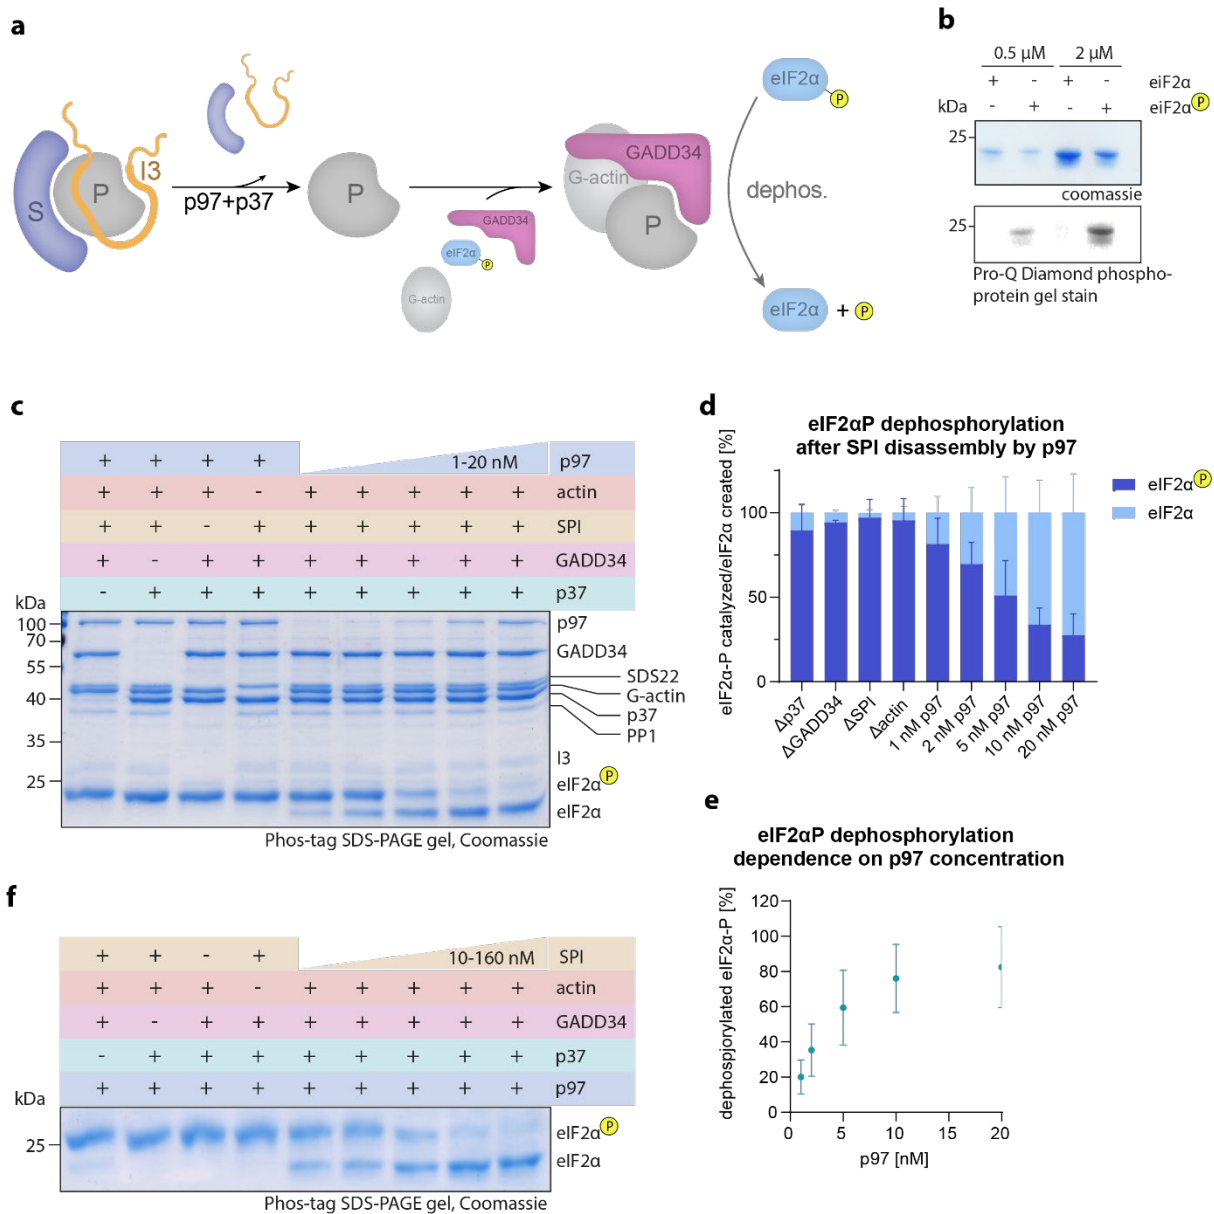 a
S
P
I3
p97+p37
P
GADD34
eIF2α
P
G-actin
GADD34
G-actin
P
eIF2α
P
dephos.
eIF2α + P
b
0.5 µM 2 µM
+ - + - eiF2α
kDa - + - + eiF2α P
25
coomassie
25
Pro-Q Diamond phospho-
protein gel stain
c
+ + + + 1-20 nM p97
+ + + - + + + + + actin
+ + - + + + + + + SPI
+ - + + + + + + + GADD34
- + + + + + + + + p37
kDa
100
70
55
40
35
25
p97
GADD34
SDS22
G-actin
p37
PP1
I3
eIF2α P
eIF2α
Phos-tag SDS-PAGE gel, Coomassie
d
eIF2αP dephosphorylation
after SPI disassembly by p97
eIF2α-P catalyzed/eIF2α created [%]
100
50
0
Δp37
ΔGADD34
ΔSPI
Δactin
1 nM p97
2 nM p97
5 nM p97
10 nM p97
20 nM p97
eIF2α P
eIF2α
e
eIF2αP dephosphorylation
dependence on p97 concentration
dephosporylated eIF2α-P [%]
120
100
80
60
40
20
0
0 5 10 15 20
p97 [nM]
f
+ + - + 10-160 nM SPI
+ + + - + + + + + actin
+ - + + + + + + + GADD34
- + + + + + + + + p37
+ + + + + + + + + p97
kDa
25
eIF2α P
eIF2α
Phos-tag SDS-PAGE gel, Coomassie